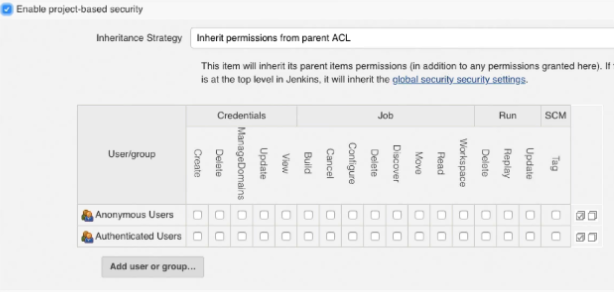 Enable project-based security
Inheritance Strategy
Inherit permissions from parent ACL
This item will inherit its parent items permissions (in addition to any permissions granted here). If
is at the top level in Jenkins, it will inherit the global security security settings.
User/group
Credentials
Job
Run
SCM
Create
Delete
ManageDomains
Update
View
Build
Cancel
Configure
Delete
Discover
Move
Read
Workspace
Delete
Replay
Update
Tag
Anonymous Users
Authenticated Users
Add user or group...